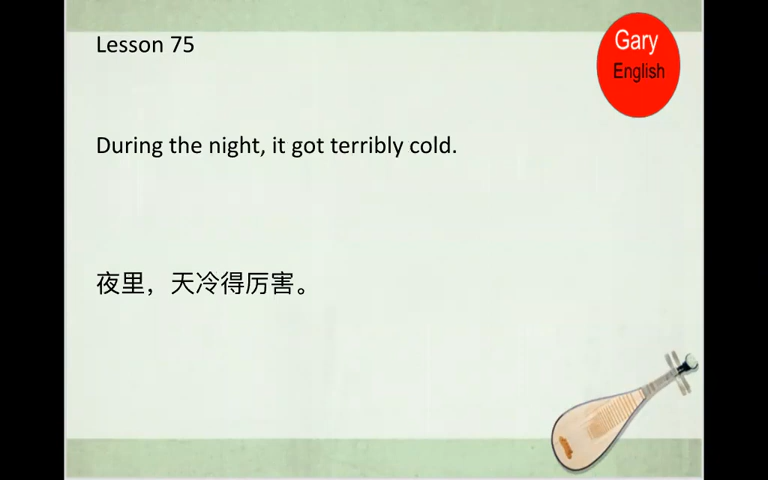 Lesson 75
Gary
English
During the night, it got terribly cold.
夜里，天冷得厉害。